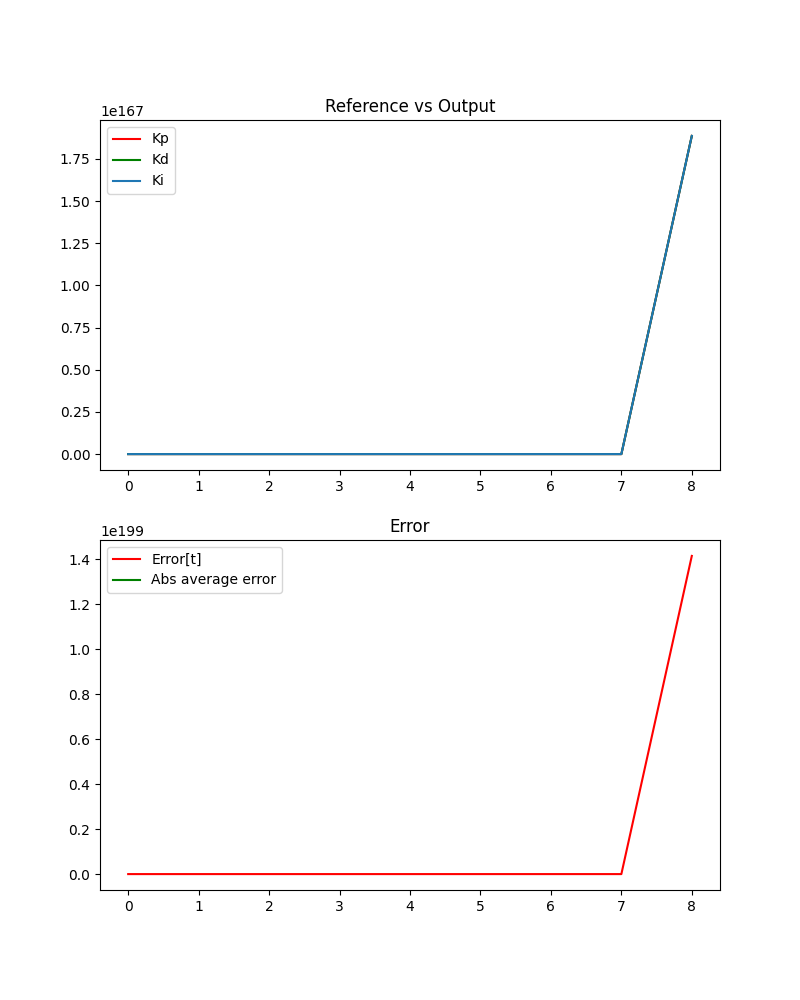 Reference vs Output
1e167
Kp
Kd
Ki
1.75
1.50
1.25
1.00
0.75
0.50
0.25
0.00
0 1 2 3 4 5 6 7 8
Error
1e199
Error[t]
Abs average error
1.4
1.2
1.0
0.8
0.6
0.4
0.2
0.0
0 1 2 3 4 5 6 7 8